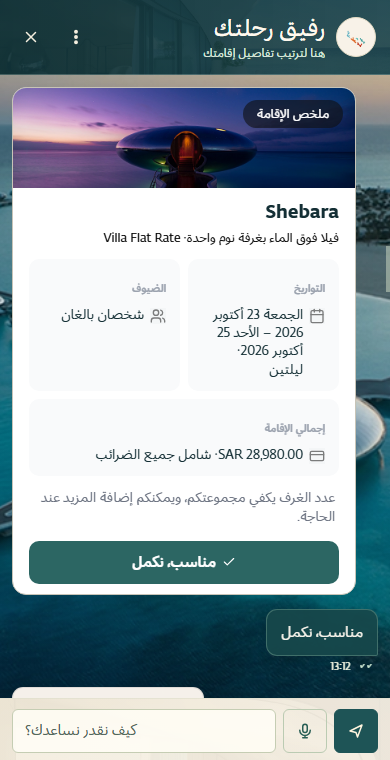 رفيق رحلتك
هنا لترتيب تفاصيل إقامتك
ملخص الإقامة
Shebara
فيلا فوق الماء بغرفة نوم واحدة· Villa Flat Rate
التواريخ
الجمعة 23 أكتوبر
2026 – الأحد 25
أكتوبر 2026·
ليلتين
الضيوف
شخصان بالغان
إجمالي الإقامة
SAR 28,980.00· شامل جميع الضرائب
عدد الغرف يكفي مجموعتكم، ويمكنكم إضافة المزيد عند
الحاجة.
مناسب، نكمل
مناسب، نكمل
13:12
كيف نقدر نساعدك؟